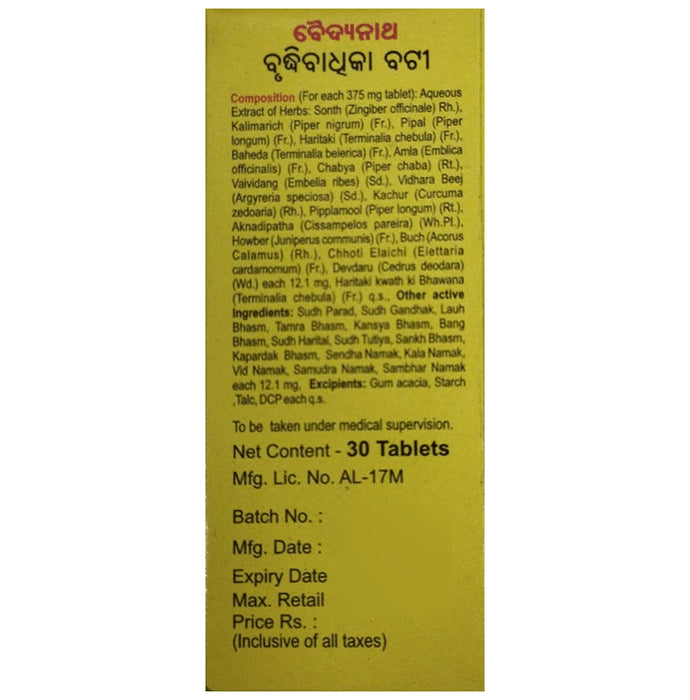 ବୈଦ୍ୟନାଥ
ବୃଦ୍ଧିବାଧିକା ବଟୀ
Composition (For each 375 mg tablet): Aqueous
Extract of Herbs: Sonth (Zingiber officinale) Rh.),
Kalimarich (Piper nigrum) (Fr.), Pipal (Piper
longum) (Fr.), Haritaki (Terminalia chebula) (Fr.),
Baheda (Terminalia belerica) (Fr.), Amla (Emblica
officinalis) (Fr.), Chabya (Piper chaba) (Rt.),
Vaividang (Embelia ribes) (Sd.), Vidhara Beej
(Argyreria speciosa) (Sd.), Kachur (Curcuma
zedoaria) (Rh.), Pipplamool (Piper longum) (Rt.),
Aknadipatha (Cissampelos pareira) (Wh.Pl.),
Howber (Juniperus communis) (Fr.), Buch (Acorus
Calamus) (Rh.), Chhoti Elaichi (Elettaria
cardamomum) (Fr.), Devdaru (Cedrus deodara)
(Wd.) each 12.1 mg, Haritaki kwath ki Bhawana
(Terminalia chebula) (Fr.) q.s., Other active
Ingredients: Sudh Parad, Sudh Gandhak, Lauh
Bhasm, Tamra Bhasm, Kansya Bhasm, Bang
Bhasm, Sudh Harital, Sudh Tutiya, Sankh Bhasm,
Kapardak Bhasm, Sendha Namak, Kala Namak,
Vid Namak, Samudra Namak, Sambhar Namak
each 12.1 mg, Excipients: Gum acacia, Starch
,Talc, DCP each q.s.
To be taken under medical supervision.
Net Content - 30 Tablets
Mfg. Lic. No. AL-17M
Batch No. :
Mfg. Date :
Expiry Date
Max. Retail
Price Rs. :
(Inclusive of all taxes)